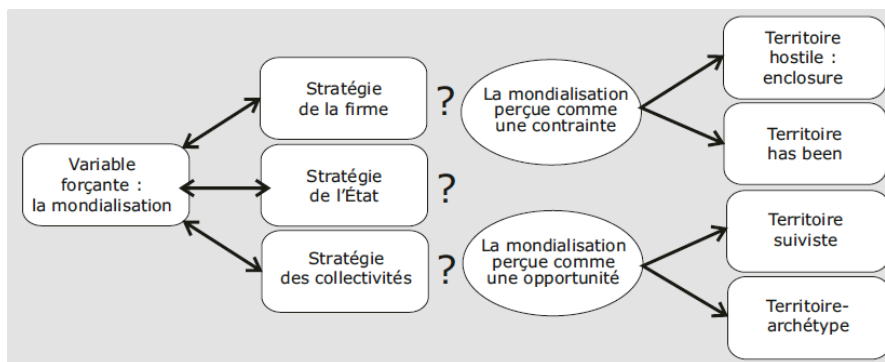 Variable
forçante :
la mondialisation
Stratégie
de la firme
?
Stratégie
de l'État
?
Stratégie
des collectivités
?
La mondialisation
perçue comme
une contrainte
La mondialisation
perçue comme
une opportunité
Territoire
hostile :
enclosure
Territoire
has been
Territoire
suiviste
Territoire-
archétype